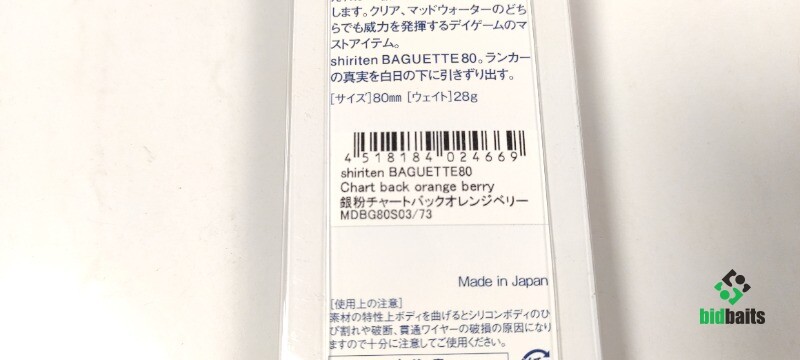 します。クリア、マッドウォーターのどち
らでも威力を発揮するデイゲームのマ
ストアイテム。
shiriten BAGUETTE80。ランカー
の真実を白日の下に引きずり出す。
[サイズ]80mm [ウェイト]28g
4 518184 024669
shiriten BAGUETTE80
Chart back orange berry
銀粉チャートバックオレンジベリー
MDBG80S03/73
Made in Japan
[使用上の注意]
素材の特性上ボディを曲げるとシリコンボディのひ
び割れや破断、貫通ワイヤーの破損の原因になり
ますので十分に注意してご使用ください。
bidbaits